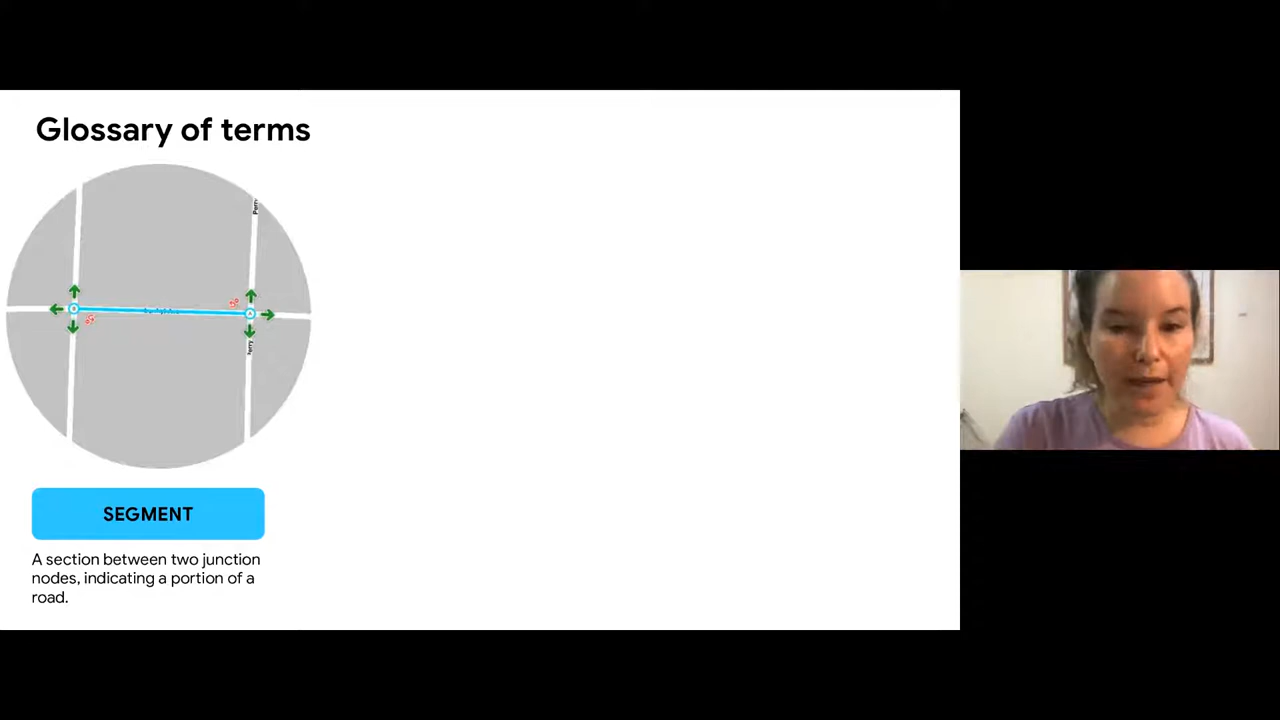 Glossary of terms
SEGMENT
A section between two junction
nodes, indicating a portion of a
road.